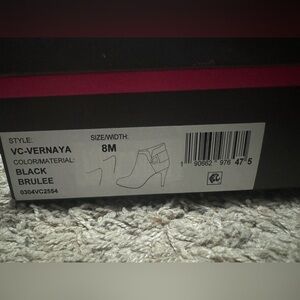 STYLE: SIZE/WIDTH:
VC-VERNAYA 8M
COLOR/MATERIAL:
BLACK
BRULEE
0304VC2554
1 90662 976 47 5